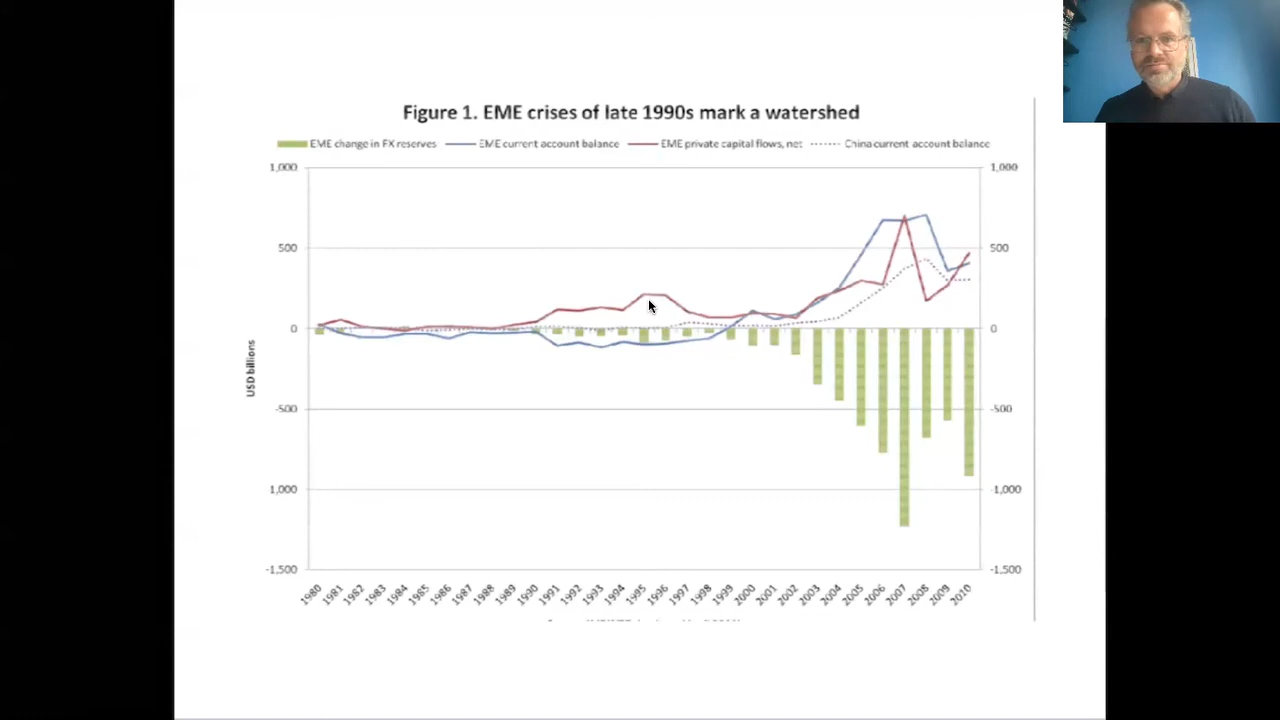 Figure 1. EME crises of late 1990s mark a watershed
EME change in FX reserves EME current account balance EME private capital flows, net China current account balance
1,000 1,000
500 500
0 0
USD billions
-500 -500
1,000 1,000
-1,500 -1,500
1980 1981 1982 1983 1984 1985 1986 1987 1988 1989 1990 1991 1992 1993 1994 1995 1996 1997 1998 1999 2000 2001 2002 2003 2004 2005 2006 2007 2008 2009 2010